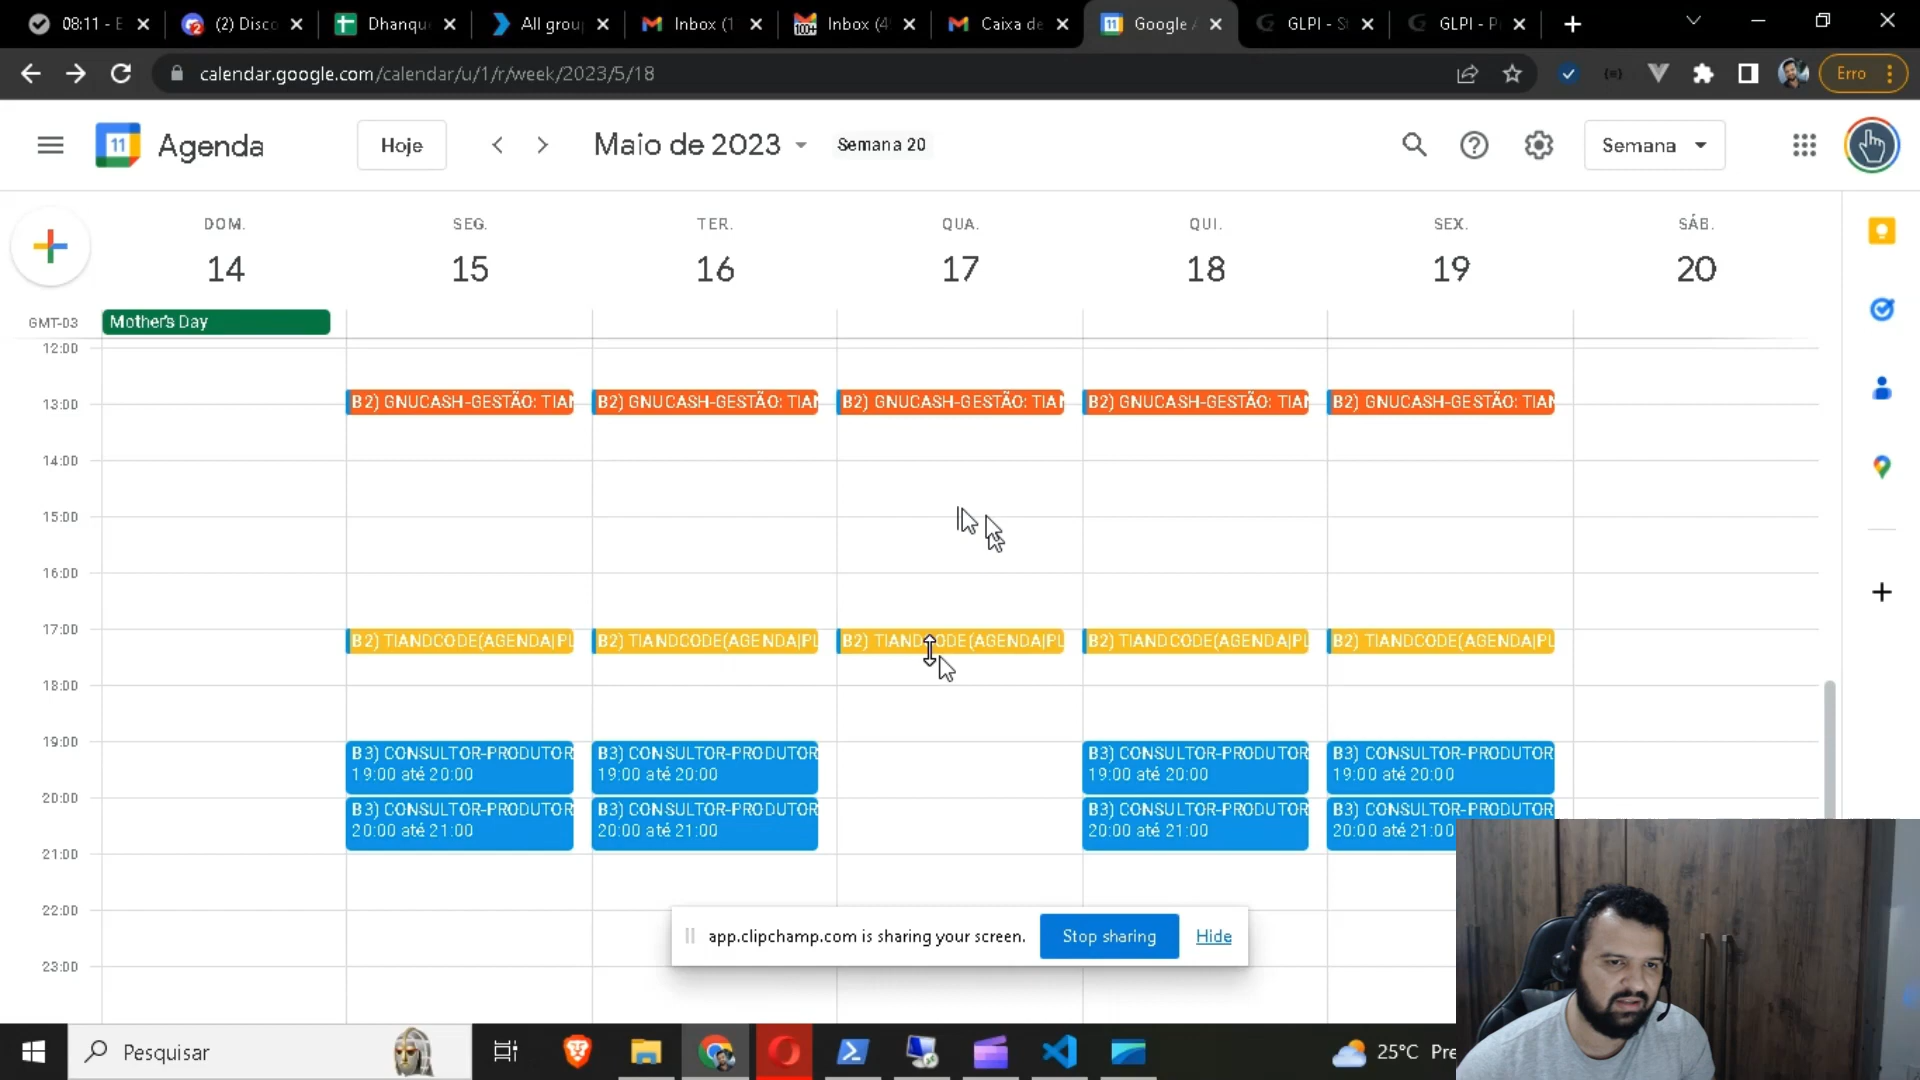 08:11 - E
(2) Disco
Dhanqu
All grou
Inbox (1
Inbox (4
Caixa de
Google A
GLPI - S
GLPI - P
calendar.google.com/calendar/u/1/r/week/2023/5/18
Erro
11 Agenda
Hoje
Maio de 2023
Semana 20
Semana
DOM. SEG. TER. QUA. QUI. SEX. SÁB.
14 15 16 17 18 19 20
GMT-03 Mother's Day
12:00
13:00 B2) GNUCASH-GESTÃO: TIAN B2) GNUCASH-GESTÃO: TIAN B2) GNUCASH-GESTÃO: TIAN B2) GNUCASH-GESTÃO: TIAN B2) GNUCASH-GESTÃO: TIAN
14:00
15:00
16:00
17:00 B2) TIANDCODE(AGENDA|PL B2) TIANDCODE(AGENDA|PL B2) TIANDCODE(AGENDA|PL B2) TIANDCODE(AGENDA|PL B2) TIANDCODE(AGENDA|PL
18:00
19:00 B3) CONSULTOR-PRODUTOR B3) CONSULTOR-PRODUTOR B3) CONSULTOR-PRODUTOR B3) CONSULTOR-PRODUTOR
19:00 até 20:00 19:00 até 20:00 19:00 até 20:00 19:00 até 20:00
20:00 B3) CONSULTOR-PRODUTOR B3) CONSULTOR-PRODUTOR B3) CONSULTOR-PRODUTOR B3) CONSULTOR-PRODUTOR
20:00 até 21:00 20:00 até 21:00 20:00 até 21:00 20:00 até 21:00
21:00
22:00
app.clipchamp.com is sharing your screen. Stop sharing Hide
23:00
Pesquisar
25°C Pre